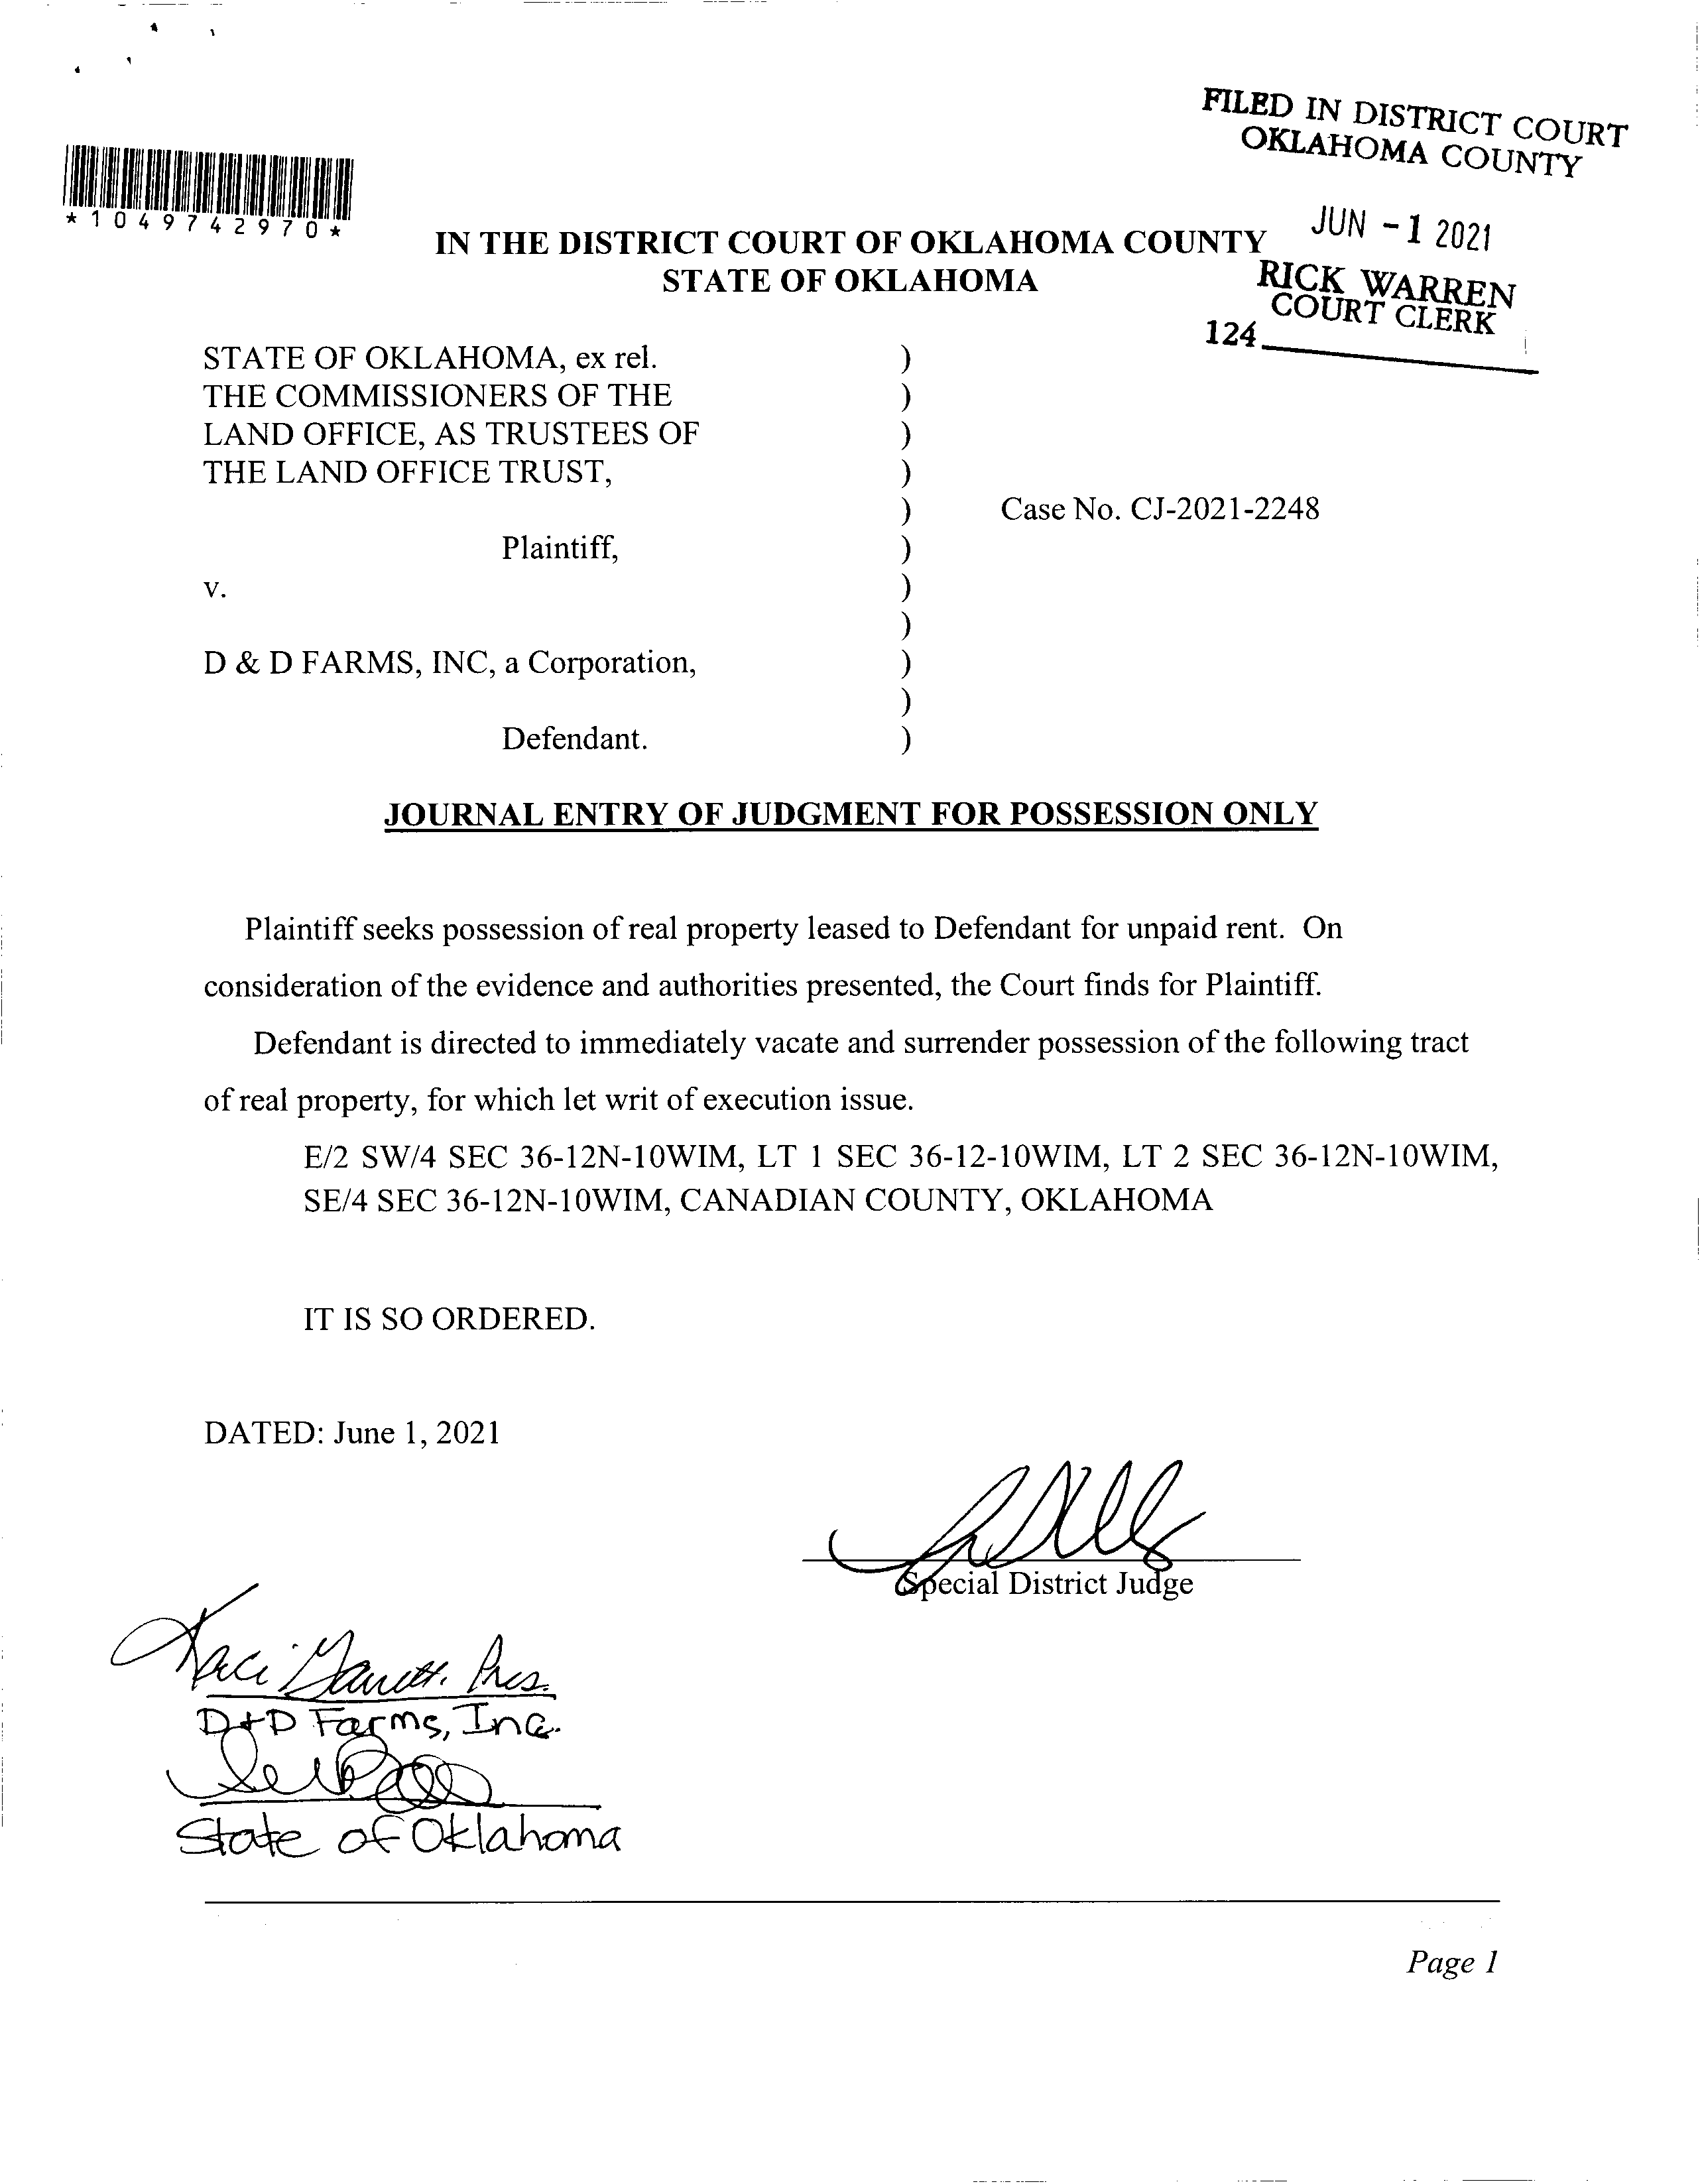 FILED IN DISTRICT COURT
OKLAHOMA COUNTY
JUN -1 2021
RICK WARREN
COURT CLERK
124
*1049742970*
IN THE DISTRICT COURT OF OKLAHOMA COUNTY
STATE OF OKLAHOMA
STATE OF OKLAHOMA, ex rel. )
THE COMMISSIONERS OF THE )
LAND OFFICE, AS TRUSTEES OF )
THE LAND OFFICE TRUST, )
) Case No. CJ-2021-2248
Plaintiff, )
v. )
)
D & D FARMS, INC, a Corporation, )
)
Defendant. )
JOURNAL ENTRY OF JUDGMENT FOR POSSESSION ONLY
Plaintiff seeks possession of real property leased to Defendant for unpaid rent. On
consideration of the evidence and authorities presented, the Court finds for Plaintiff.
Defendant is directed to immediately vacate and surrender possession of the following tract
of real property, for which let writ of execution issue.
E/2 SW/4 SEC 36-12N-10WIM, LT 1 SEC 36-12-10WIM, LT 2 SEC 36-12N-10WIM,
SE/4 SEC 36-12N-10WIM, CANADIAN COUNTY, OKLAHOMA
IT IS SO ORDERED.
DATED: June 1, 2021
Special District Judge
Pres.
D+D Farms, Inc.
State of Oklahoma
Page 1